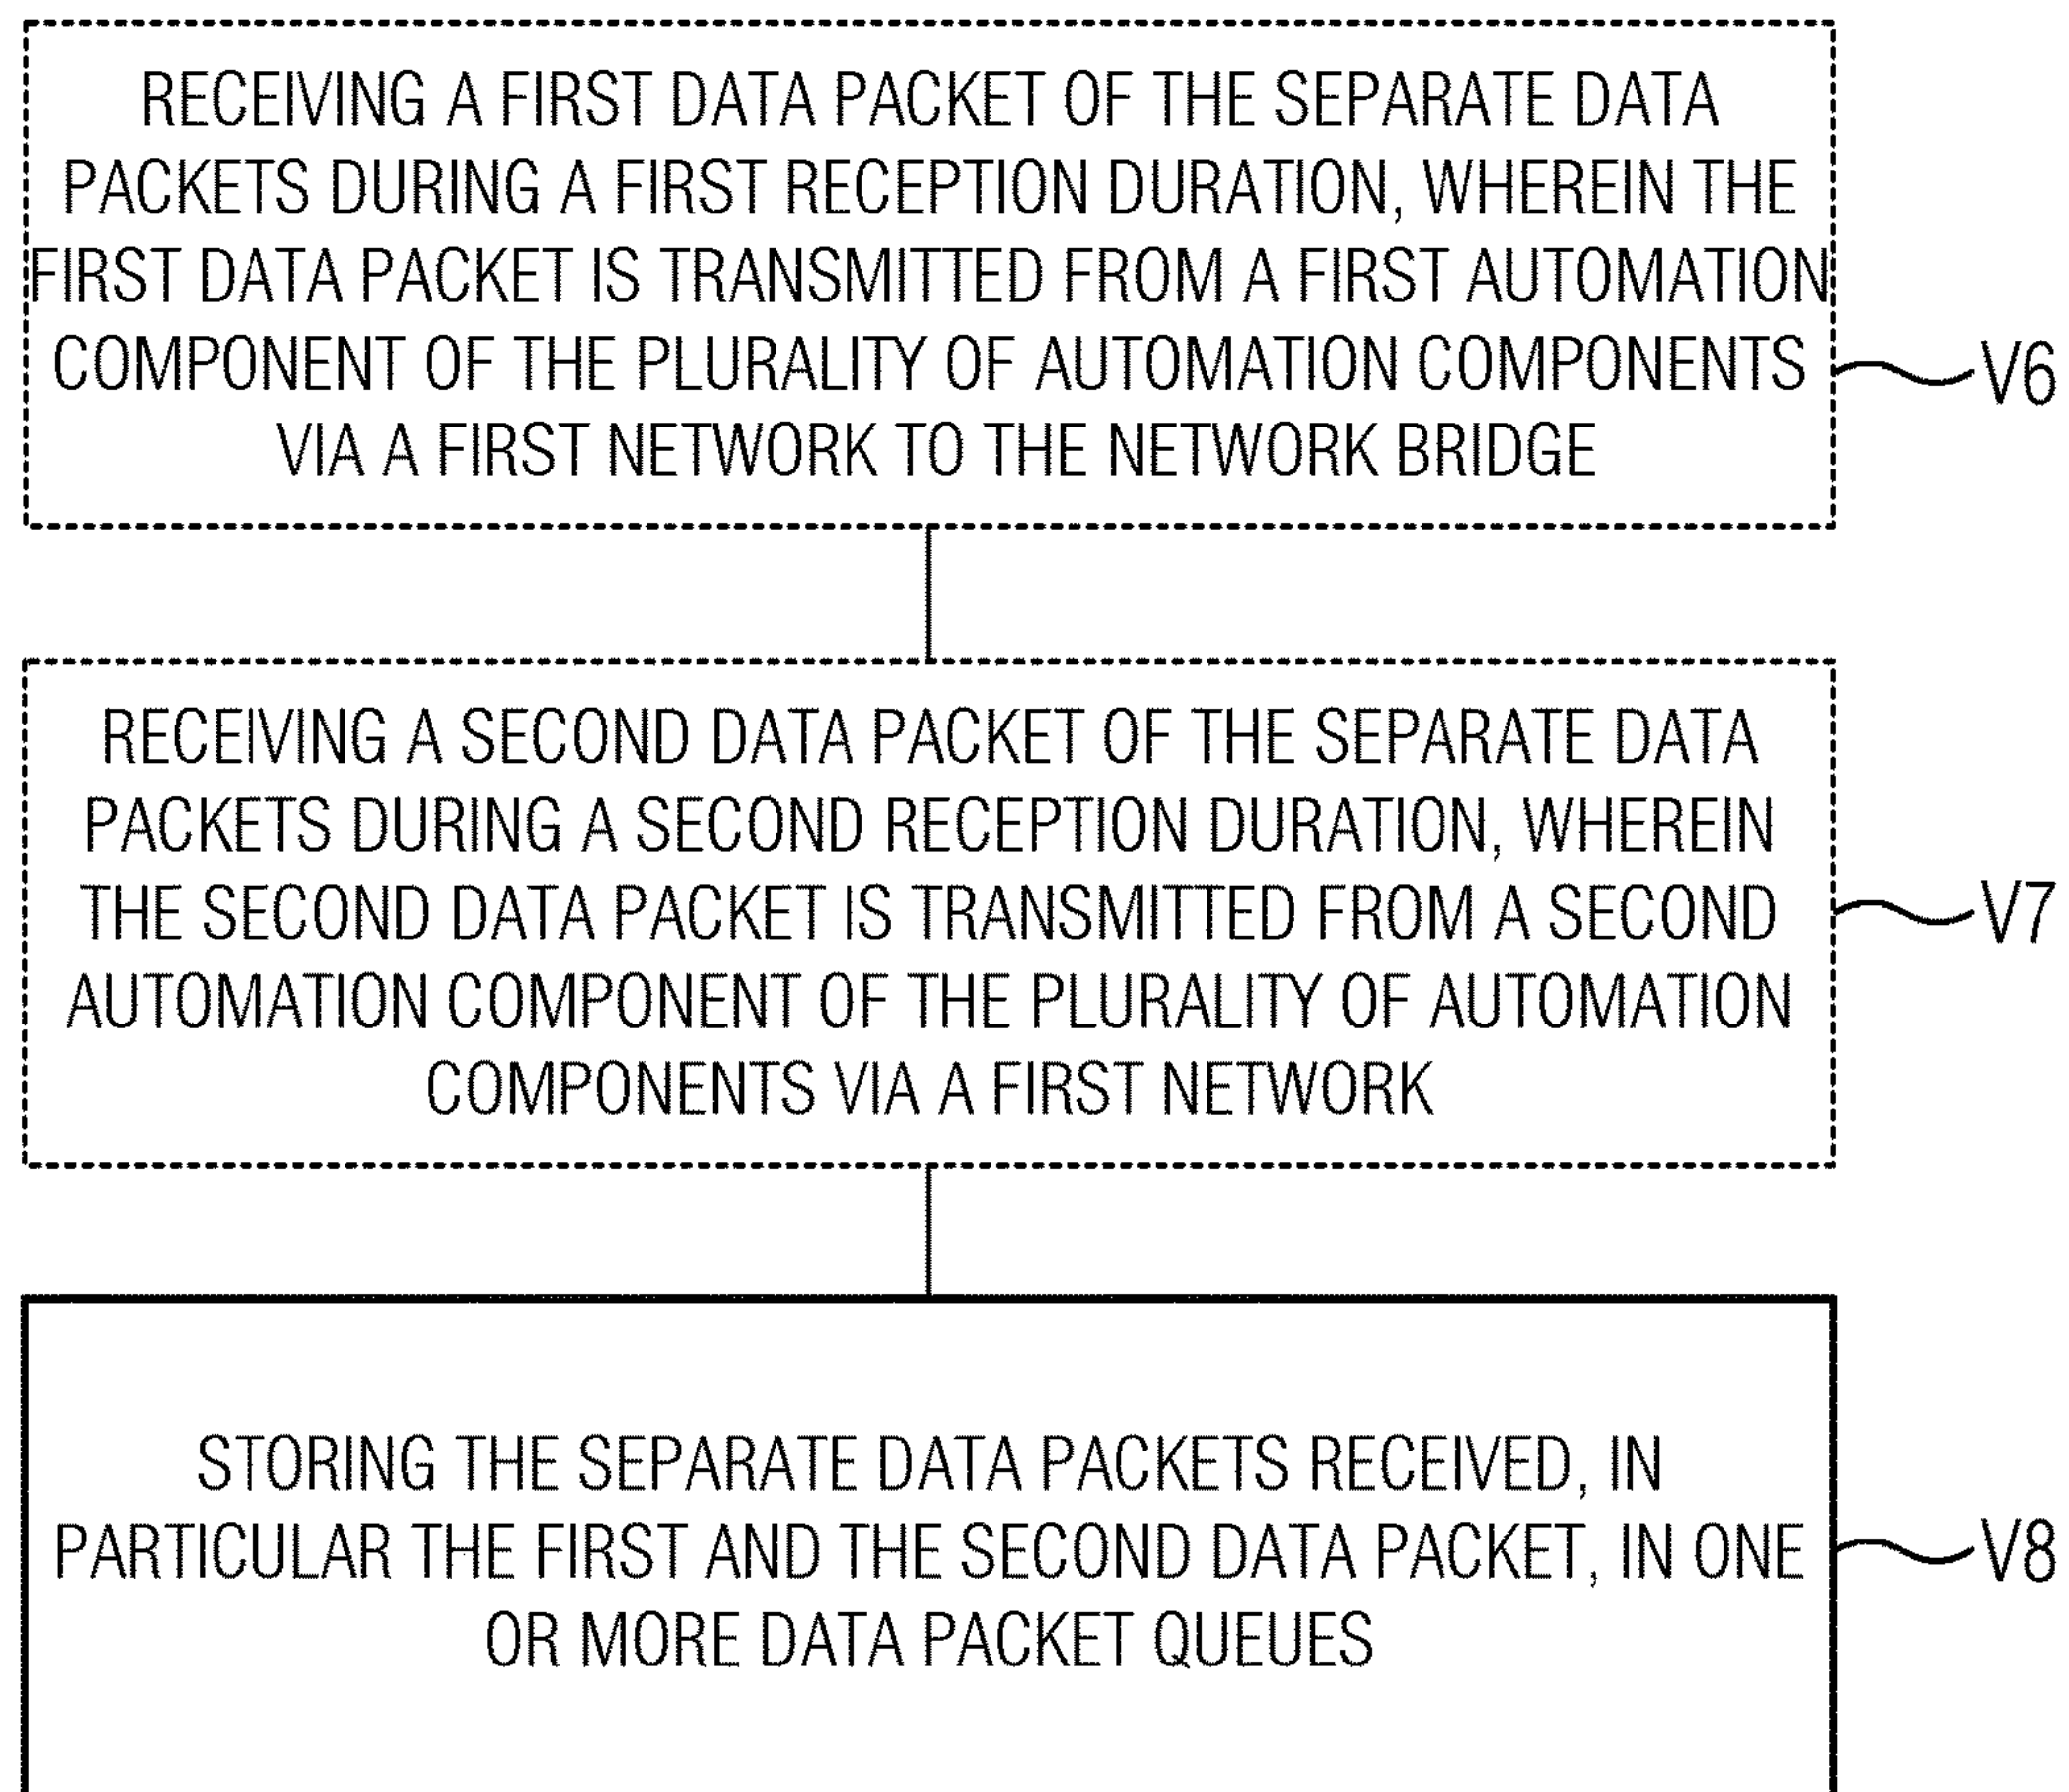 RECEIVING A FIRST DATA PACKET OF THE SEPARATE DATA
PACKETS DURING A FIRST RECEPTION DURATION, WHEREIN THE
FIRST DATA PACKET IS TRANSMITTED FROM A FIRST AUTOMATION
COMPONENT OF THE PLURALITY OF AUTOMATION COMPONENTS
VIA A FIRST NETWORK TO THE NETWORK BRIDGE
V6
RECEIVING A SECOND DATA PACKET OF THE SEPARATE DATA
PACKETS DURING A SECOND RECEPTION DURATION, WHEREIN
THE SECOND DATA PACKET IS TRANSMITTED FROM A SECOND
AUTOMATION COMPONENT OF THE PLURALITY OF AUTOMATION
COMPONENTS VIA A FIRST NETWORK
V7
STORING THE SEPARATE DATA PACKETS RECEIVED, IN
PARTICULAR THE FIRST AND THE SECOND DATA PACKET, IN ONE
OR MORE DATA PACKET QUEUES
V8